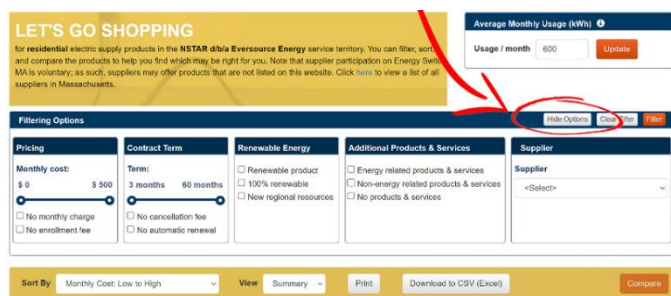 LET'S GO SHOPPING
for residential electric supply products in the NSTAR d/b/a Eversource Energy service territory. You can filter, sort,
and compare the products to help you find which may be right for you. Note that supplier participation on Energy Swit
MA is voluntary; as such, suppliers may offer products that are not listed on this website. Click here to view a list of all
suppliers in Massachusetts.
Average Monthly Usage (kWh)
Usage / month 600 Update
Filtering Options Hide Options Clear Filter Filter
Pricing Contract Term Renewable Energy Additional Products & Services Supplier
Monthly cost: Term: Renewable product Energy related products & services Supplier
$ 0 $ 500 3 months 60 months 100% renewable Non-energy related products & services <Select>
New regional resources No products & services
No monthly charge No cancellation fee
No enrollment fee No automatic renewal
Sort By Monthly Cost: Low to High View Summary Print Download to CSV (Excel) Compare